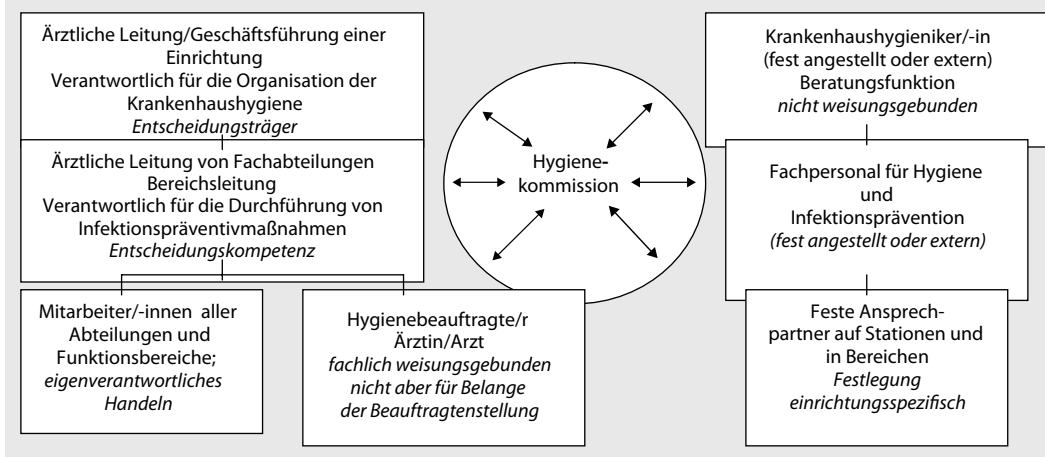 Ärztliche Leitung/Geschäftsführung einer
Einrichtung
Verantwortlich für die Organisation der
Krankenhaushygiene
Entscheidungsträger
Ärztliche Leitung von Fachabteilungen
Bereichsleitung
Verantwortlich für die Durchführung von
Infektionspräventivmaßnahmen
Entscheidungskompetenz
Mitarbeiter/-innen aller
Abteilungen und
Funktionsbereiche;
eigenverantwortliches
Handeln
Hygienebeauftragte/r
Ärztin/Arzt
fachlich weisungsgebunden
nicht aber für Belange
der Beauftragtenstellung
Hygiene-
kommission
Krankenhaushygieniker/-in
(fest angestellt oder extern)
Beratungsfunktion
nicht weisungsgebunden
Fachpersonal für Hygiene
und
Infektionsprävention
(fest angestellt oder extern)
Feste Ansprech-
partner auf Stationen und
in Bereichen
Festlegung
einrichtungsspezifisch